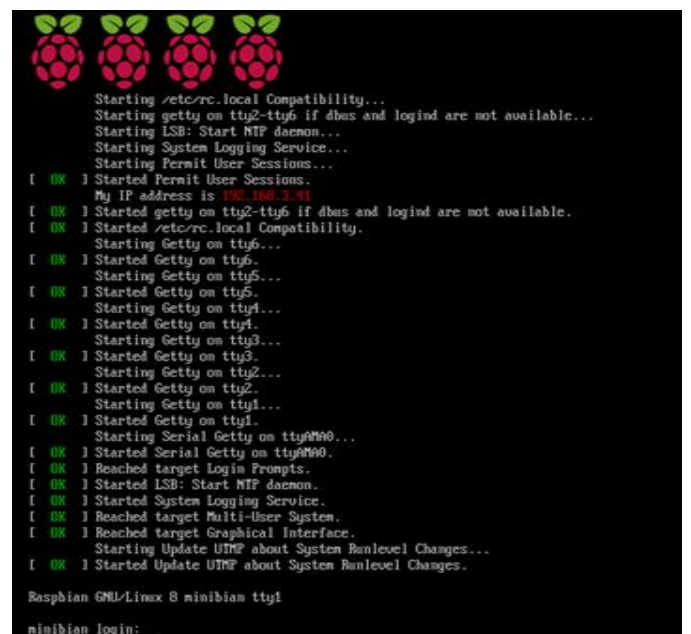 Starting /etc/rc.local Compatibility...
Starting getty on tty2-tty6 if dbus and logind are not available...
Starting LSB: Start NTP daemon...
Starting System Logging Service...
Starting Permit User Sessions...
[  OK  ] Started Permit User Sessions.
My IP address is 192.168.3.41
[  OK  ] Started getty on tty2-tty6 if dbus and logind are not available.
[  OK  ] Started /etc/rc.local Compatibility.
Starting Getty on tty6...
[  OK  ] Started Getty on tty6.
Starting Getty on tty5...
[  OK  ] Started Getty on tty5.
Starting Getty on tty4...
[  OK  ] Started Getty on tty4.
Starting Getty on tty3...
[  OK  ] Started Getty on tty3.
Starting Getty on tty2...
[  OK  ] Started Getty on tty2.
Starting Getty on tty1...
[  OK  ] Started Getty on tty1.
Starting Serial Getty on ttyAMA0...
[  OK  ] Started Serial Getty on ttyAMA0.
[  OK  ] Reached target Login Prompts.
[  OK  ] Started LSB: Start NTP daemon.
[  OK  ] Started System Logging Service.
[  OK  ] Reached target Multi-User System.
[  OK  ] Reached target Graphical Interface.
Starting Update UTMP about System Runlevel Changes...
[  OK  ] Started Update UTMP about System Runlevel Changes.
Raspbian GNU/Linux 8 minibian tty1
minibian login: